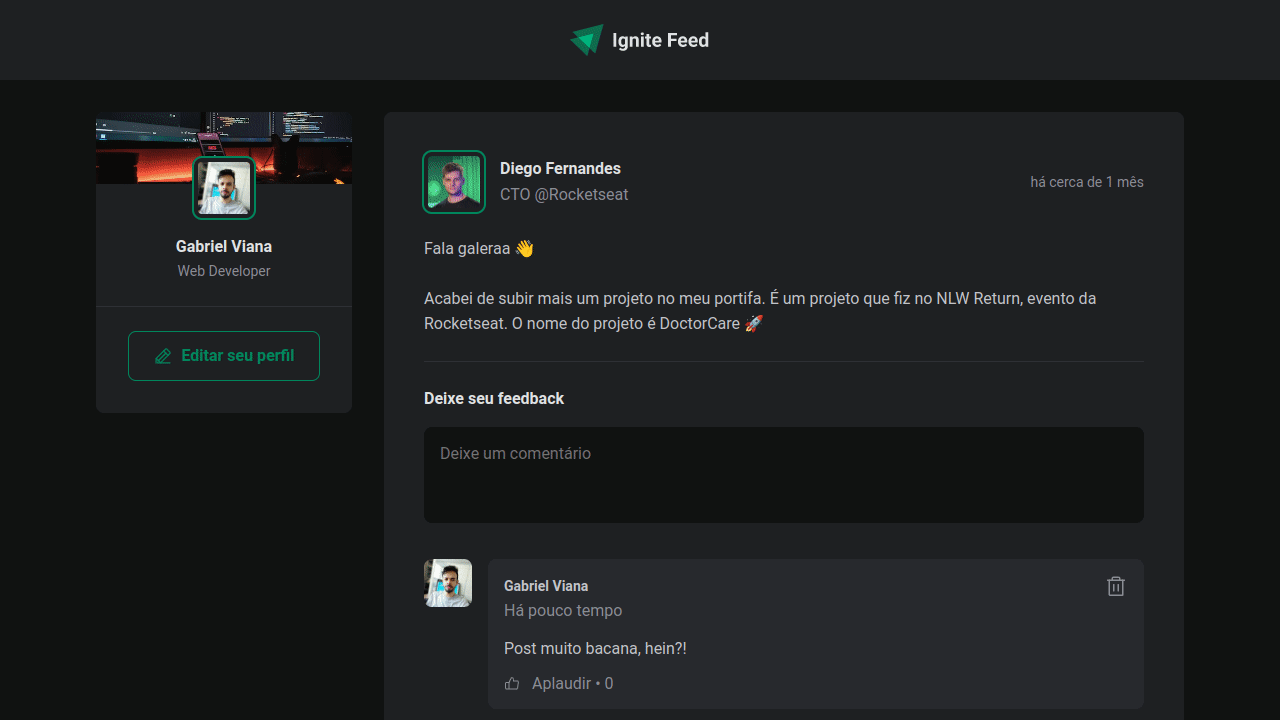 Ignite Feed
Gabriel Viana
Web Developer
Editar seu perfil
Diego Fernandes
CTO @Rocketseat
há cerca de 1 mês
Fala galeraa 👋
Acabei de subir mais um projeto no meu portifa. É um projeto que fiz no NLW Return, evento da
Rocketseat. O nome do projeto é DoctorCare 🚀
Deixe seu feedback
Deixe um comentário
Gabriel Viana
Há pouco tempo
Post muito bacana, hein?!
Aplaudir • 0